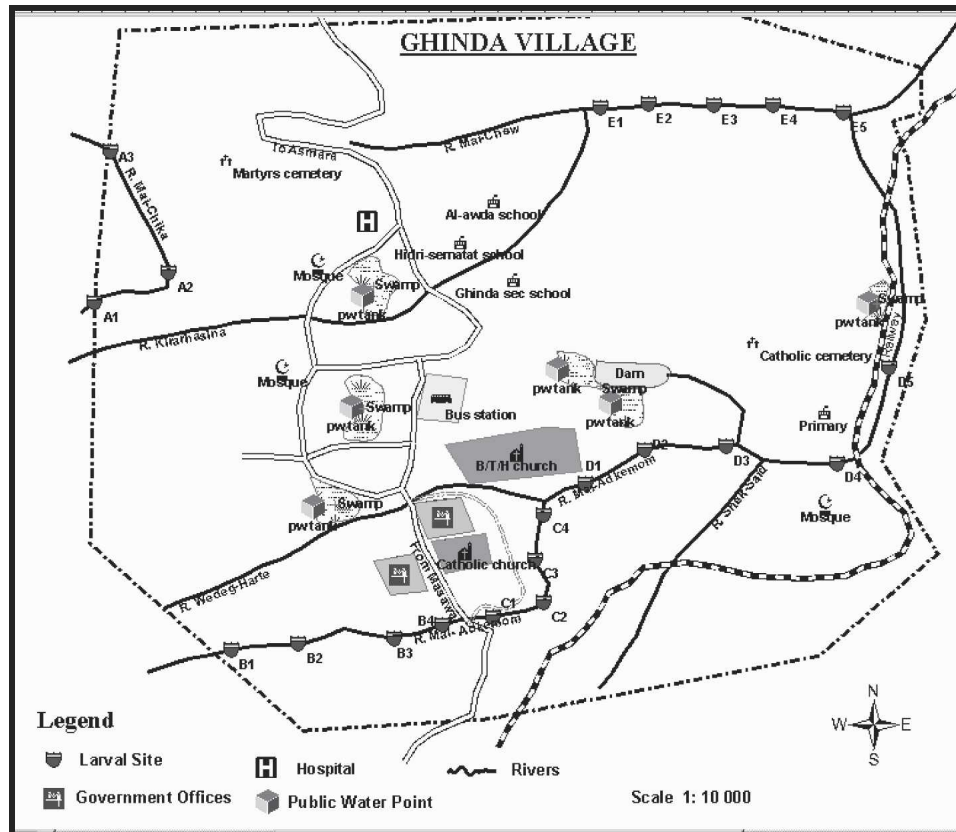 GHINDA VILLAGE
E1
E2
E3
E4
E5
R. Mai-Chew
To Asmara
A3
Martyrs cemetery
R. Mai-Chika
Al-awda school
H
Hidri-sematat school
Mosque
A2
Swamp
Ghinda sec school
A1
pwtank
Swamp
pwtank
R. Kirarhasina
Railway
Catholic cemetery
Mosque
Dam
D5
pwtank
Swamp
Swamp
pwtank
Bus station
pwtank
Primary
B/T/H church
D1
D2
D3
D4
R. Mai-Adkemom
Swamp
pwtank
R. Shek-Said
Mosque
C4
From Masawa
Catholic church
C3
R. Wedeg-Harte
C1
C2
B4
R. Mai-Adkemom
B1
B2
B3
Legend
Larval Site
H Hospital
Rivers
Government Offices
Public Water Point
Scale 1: 10 000
N
W E
S